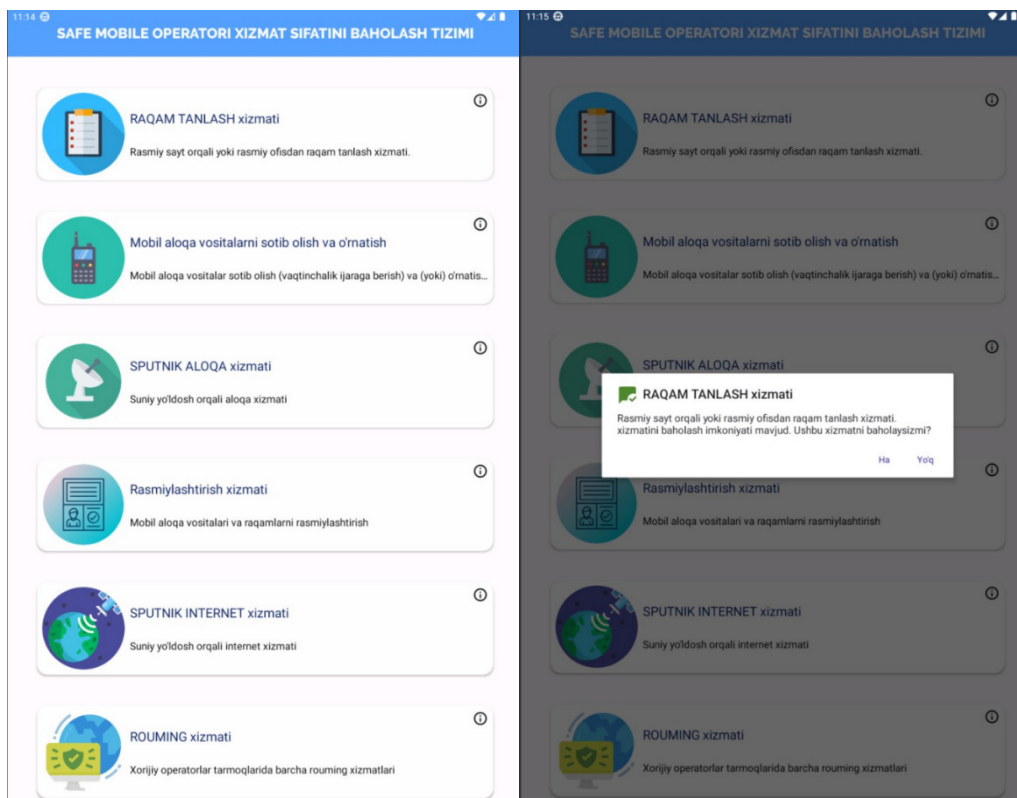 11:14
SAFE MOBILE OPERATORI XIZMAT SIFATINI BAHOLASH TIZIMI
RAQAM TANLASH xizmati
Rasmiy sayt orqali yoki rasmiy ofisdan raqam tanlash xizmati.
Mobil aloqa vositalarni sotib olish va o'rnatish
Mobil aloqa vositalar sotib olish (vaqtinchalik ijaraga berish) va (yoki) o'rnatis...
SPUTNIK ALOQA xizmati
Suniy yo'ldosh orqali aloqa xizmati
Rasmiylashtirish xizmati
Mobil aloqa vositalari va raqamlarni rasmiylashtirish
SPUTNIK INTERNET xizmati
Suniy yo'ldosh orqali internet xizmati
ROUMING xizmati
Xorijiy operatorlar tarmoqlarida barcha rouming xizmatlari
11:15
SAFE MOBILE OPERATORI XIZMAT SIFATINI BAHOLASH TIZIMI
RAQAM TANLASH xizmati
Rasmiy sayt orqali yoki rasmiy ofisdan raqam tanlash xizmati.
Mobil aloqa vositalarni sotib olish va o'rnatish
Mobil aloqa vositalar sotib olish (vaqtinchalik ijaraga berish) va (yoki) o'rnatis...
SPUTNIK ALOQA xizmati
RAQAM TANLASH xizmati
Rasmiy sayt orqali yoki rasmiy ofisdan raqam tanlash xizmati.
xizmatini baholash imkoniyati mavjud. Ushbu xizmatni baholaysizmi?
Ha Yo'q
Rasmiylashtirish xizmati
Mobil aloqa vositalari va raqamlarni rasmiylashtirish
SPUTNIK INTERNET xizmati
Suniy yo'ldosh orqali internet xizmati
ROUMING xizmati
Xorijiy operatorlar tarmoqlarida barcha rouming xizmatlari